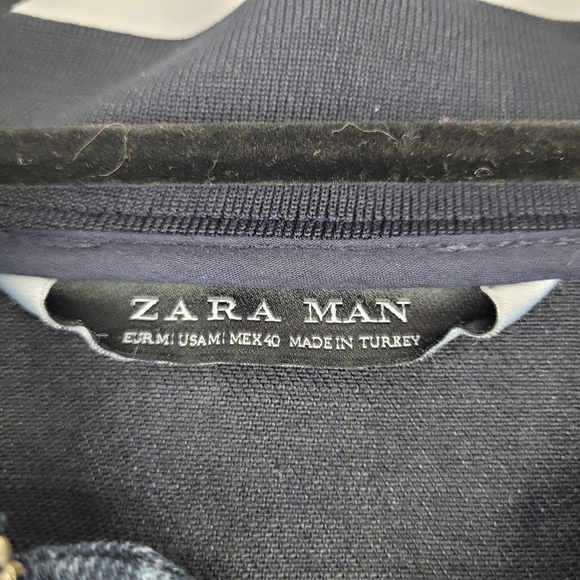 ZARA MAN
EUR M | USA M | MEX 40 MADE IN TURKEY